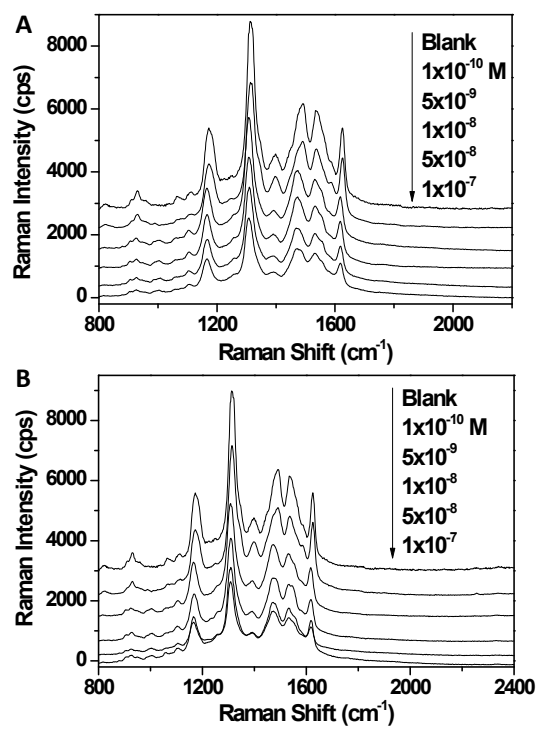 A
8000
6000
4000
2000
0
Raman Intensity (cps)
Blank
1x10⁻¹⁰ M
5x10⁻⁹
1x10⁻⁸
5x10⁻⁸
1x10⁻⁷
800 1200 1600 2000
Raman Shift (cm⁻¹)
B
8000
6000
4000
2000
0
Raman Intensity (cps)
Blank
1x10⁻¹⁰ M
5x10⁻⁹
1x10⁻⁸
5x10⁻⁸
1x10⁻⁷
800 1200 1600 2000 2400
Raman Shift (cm⁻¹)